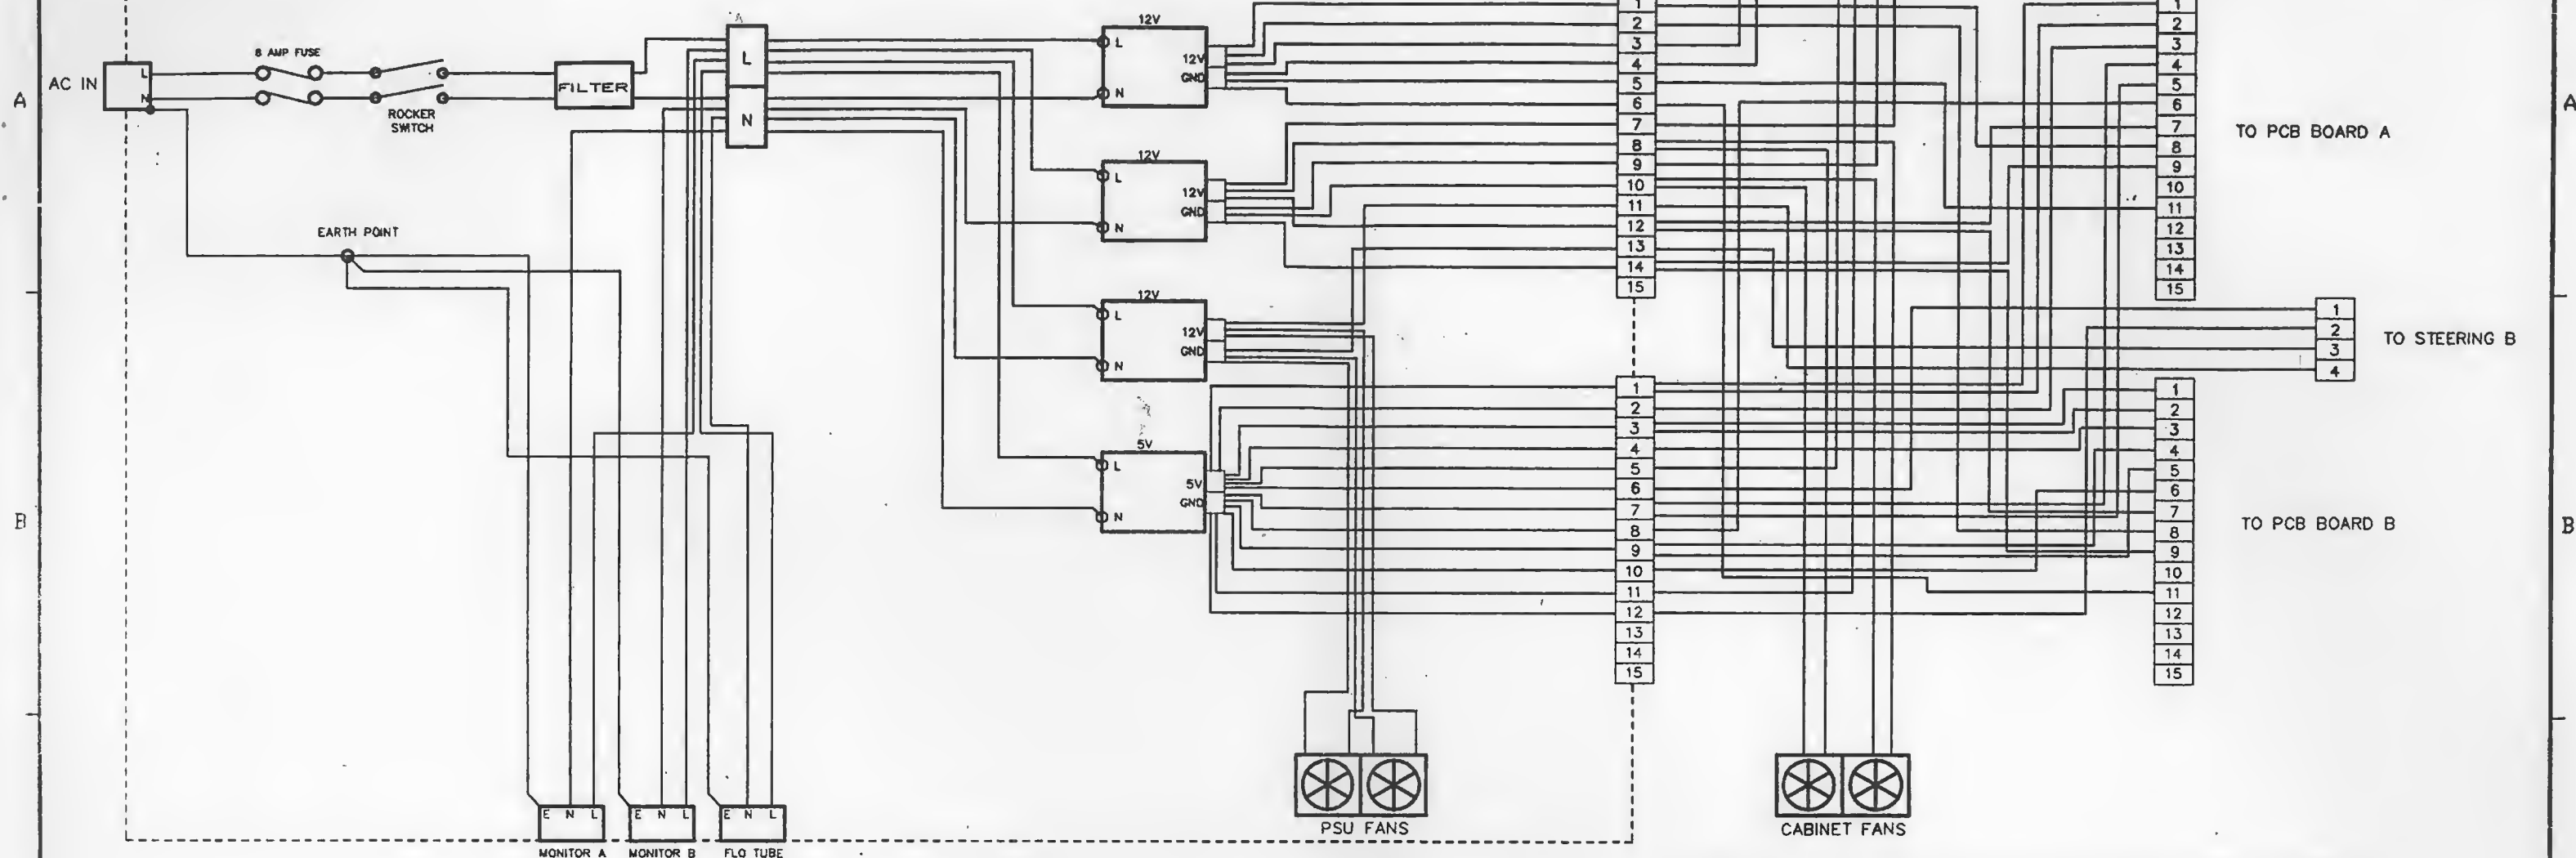 AC IN
L
N
8 AMP FUSE
ROCKER SWITCH
FILTER
L
N
EARTH POINT
12V
L
N
12V
GND
12V
L
N
12V
GND
12V
L
N
12V
GND
5V
L
N
5V
GND
1
2
3
4
5
6
7
8
9
10
11
12
13
14
15
1
2
3
4
5
6
7
8
9
10
11
12
13
14
15
1
2
3
4
5
6
7
8
9
10
11
12
13
14
15
TO PCB BOARD A
1
2
3
4
TO STEERING B
1
2
3
4
5
6
7
8
9
10
11
12
13
14
15
TO PCB BOARD B
E N L
MONITOR A
E N L
MONITOR B
E N L
FLO TUBE
PSU FANS
CABINET FANS
A
B
A
B